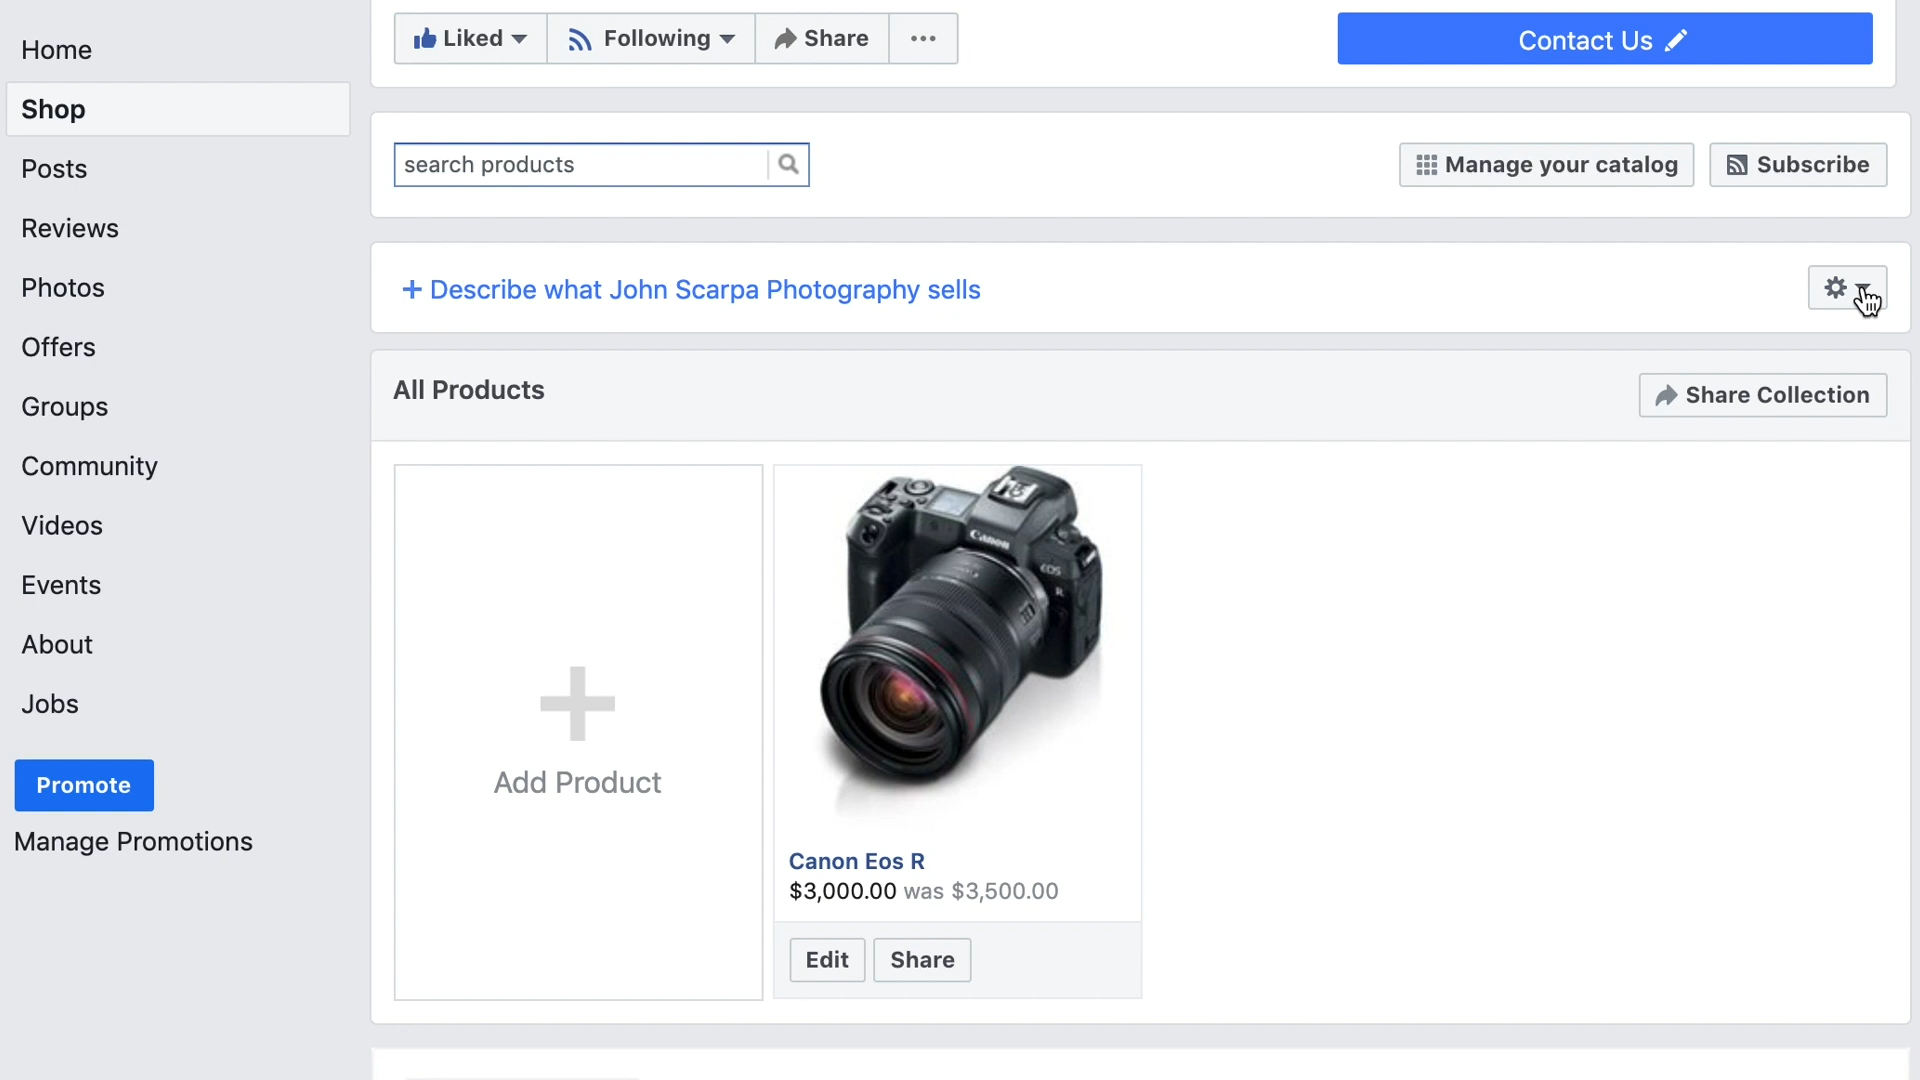 Home
Shop
Posts
Reviews
Photos
Offers
Groups
Community
Videos
Events
About
Jobs
Promote
Manage Promotions
Liked
Following
Share
Contact Us
search products
Manage your catalog
Subscribe
+ Describe what John Scarpa Photography sells
All Products
Share Collection
Add Product
Canon
EOS
R
Canon Eos R
$3,000.00 was $3,500.00
Edit
Share